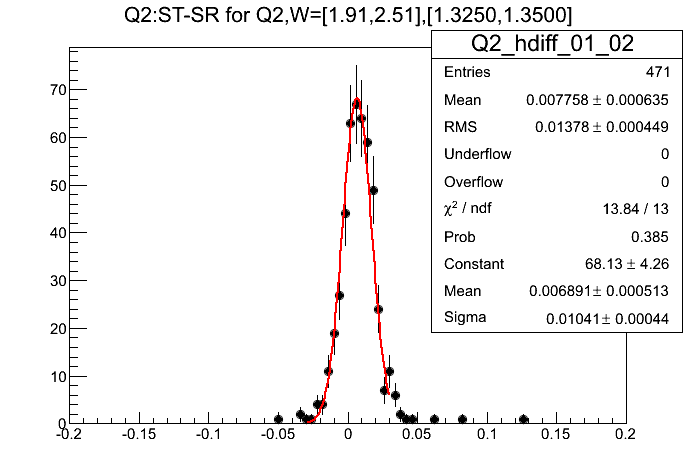 Q2:ST-SR for Q2,W=[1.91,2.51],[1.3250,1.3500]
Q2_hdiff_01_02
Entries 471
Mean 0.007758 ± 0.000635
RMS 0.01378 ± 0.000449
Underflow 0
Overflow 0
χ² / ndf 13.84 / 13
Prob 0.385
Constant 68.13 ± 4.26
Mean 0.006891 ± 0.000513
Sigma 0.01041 ± 0.00044
70
60
50
40
30
20
10
0
-0.2 -0.15 -0.1 -0.05 0 0.05 0.1 0.15 0.2